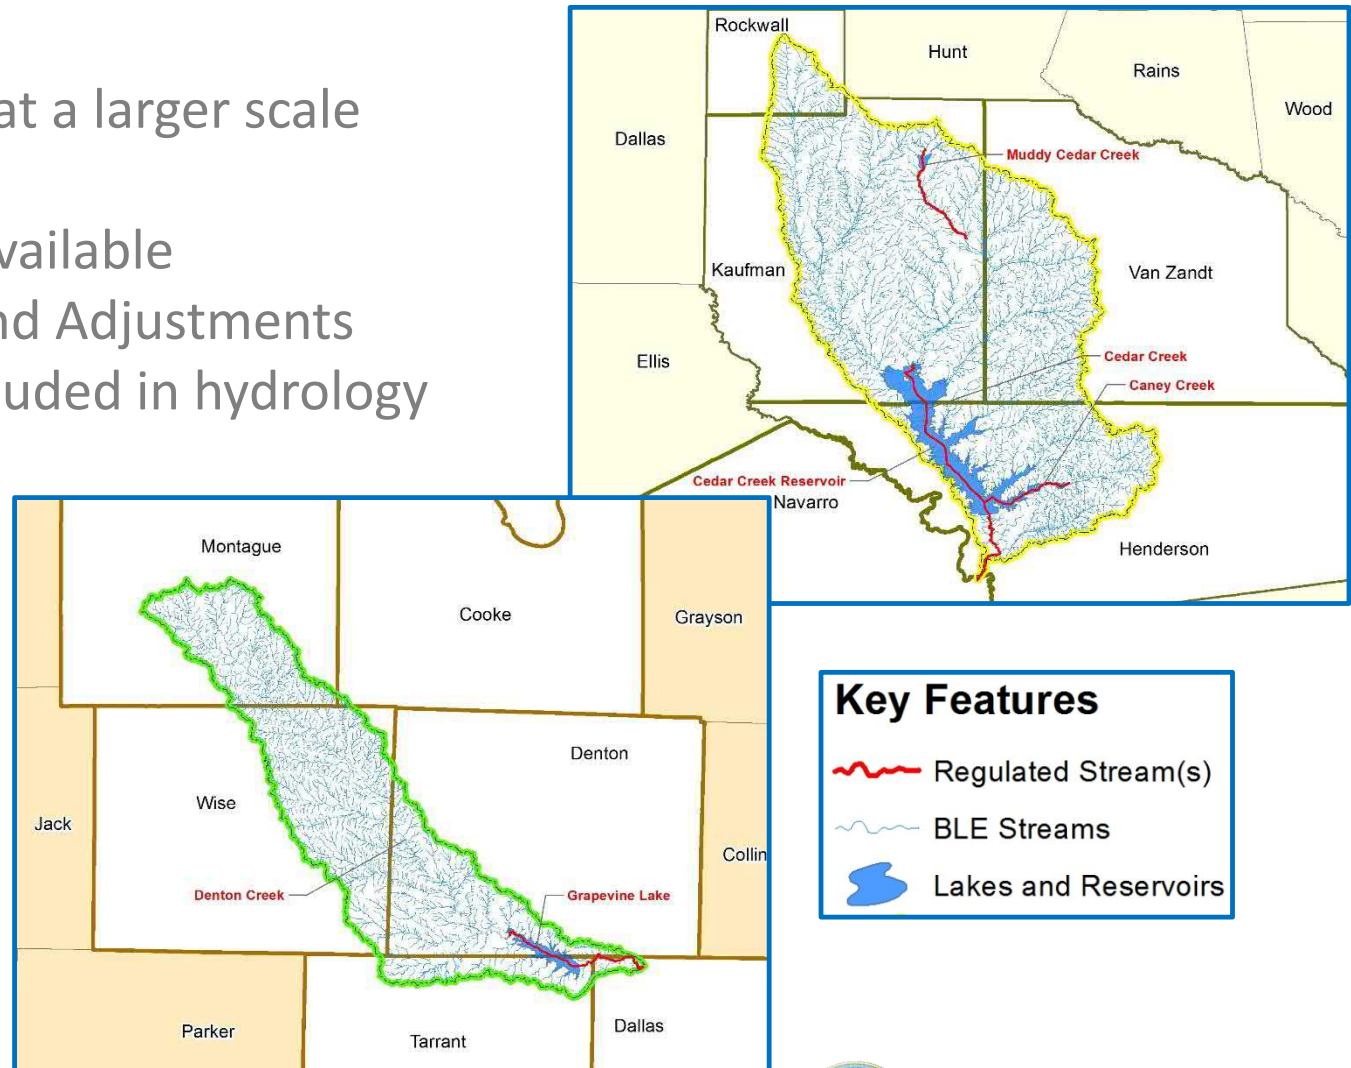 at a larger scale
vailable
nd Adjustments
luded in hydrology
Rockwall
Hunt
Rains
Wood
Dallas
Muddy Cedar Creek
Kaufman
Van Zandt
Ellis
Cedar Creek
Caney Creek
Cedar Creek Reservoir
Navarro
Henderson
Montague
Cooke
Grayson
Denton
Wise
Jack
Collin
Denton Creek
Grapevine Lake
Parker
Tarrant
Dallas
Key Features
Regulated Stream(s)
BLE Streams
Lakes and Reservoirs